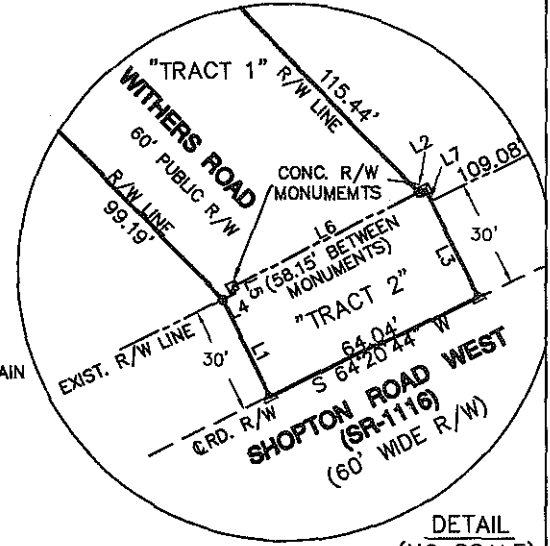 "TRACT 1"
R/W LINE
115.44'
WITHERS ROAD
60' PUBLIC R/W
R/W LINE
99.19'
CONC. R/W
MONUMEMTS
L2
L7
109.08'
L6
(58.15' BETWEEN
MONUMENTS)
L5
L4
L3
30'
"TRACT 2"
L1
30'
64.04'
S 64°20'44" W
EXIST. R/W LINE
AIN
℄RD. R/W
SHOPTON ROAD WEST
(SR-1116)
(60' WIDE R/W)
DETAIL